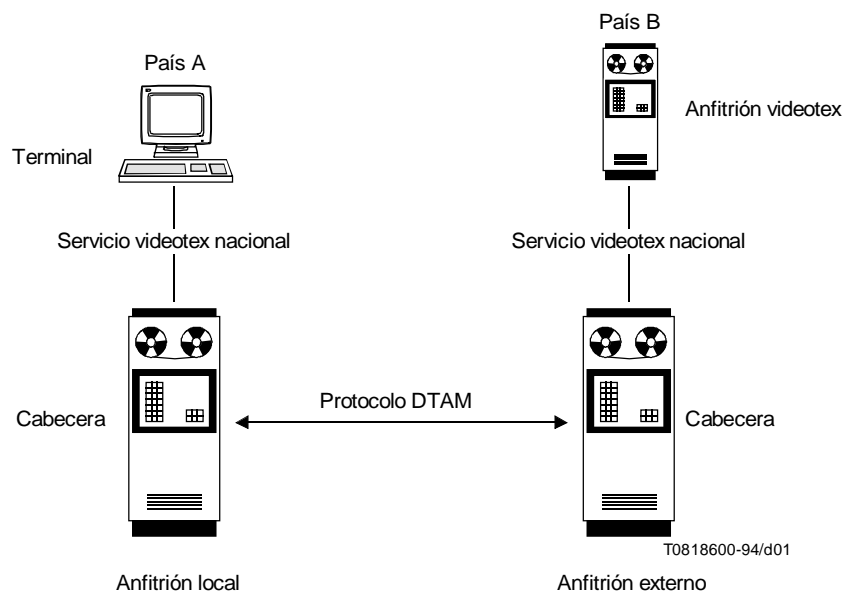 País B
País A
Anfitrión videotex
Terminal
Servicio videotex nacional
Servicio videotex nacional
Protocolo DTAM
Cabecera
Cabecera
T0818600-94/d01
Anfitrión local
Anfitrión externo